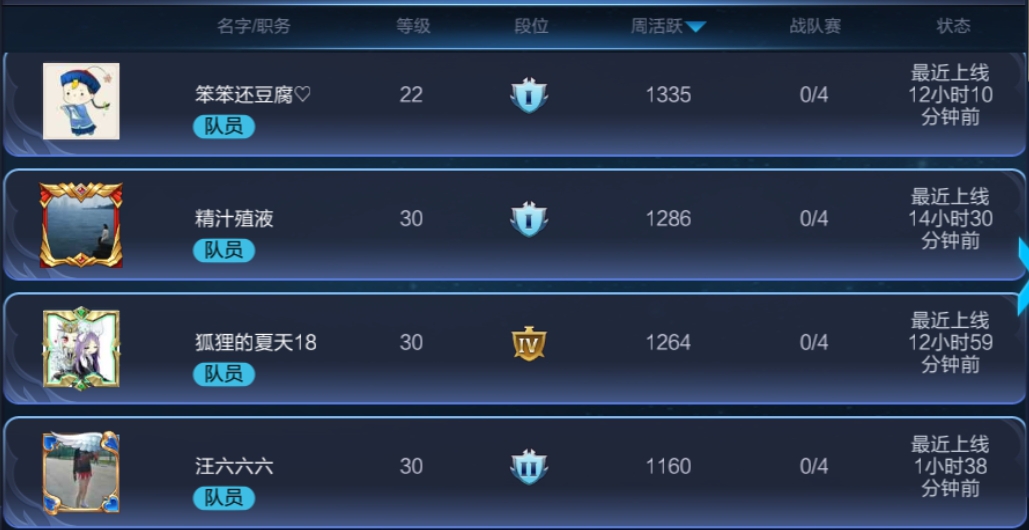 名字/职务 等级 段位 周活跃 战队赛 状态
最近上线
笨笨还豆腐♡ 22 I 1335 0/4 12小时10
队员 分钟前
最近上线
精汁殖液 30 I 1286 0/4 14小时30
队员 分钟前
最近上线
狐狸的夏天18 30 IV 1264 0/4 12小时59
队员 分钟前
最近上线
汪六六六 30 II 1160 0/4 1小时38
队员 分钟前